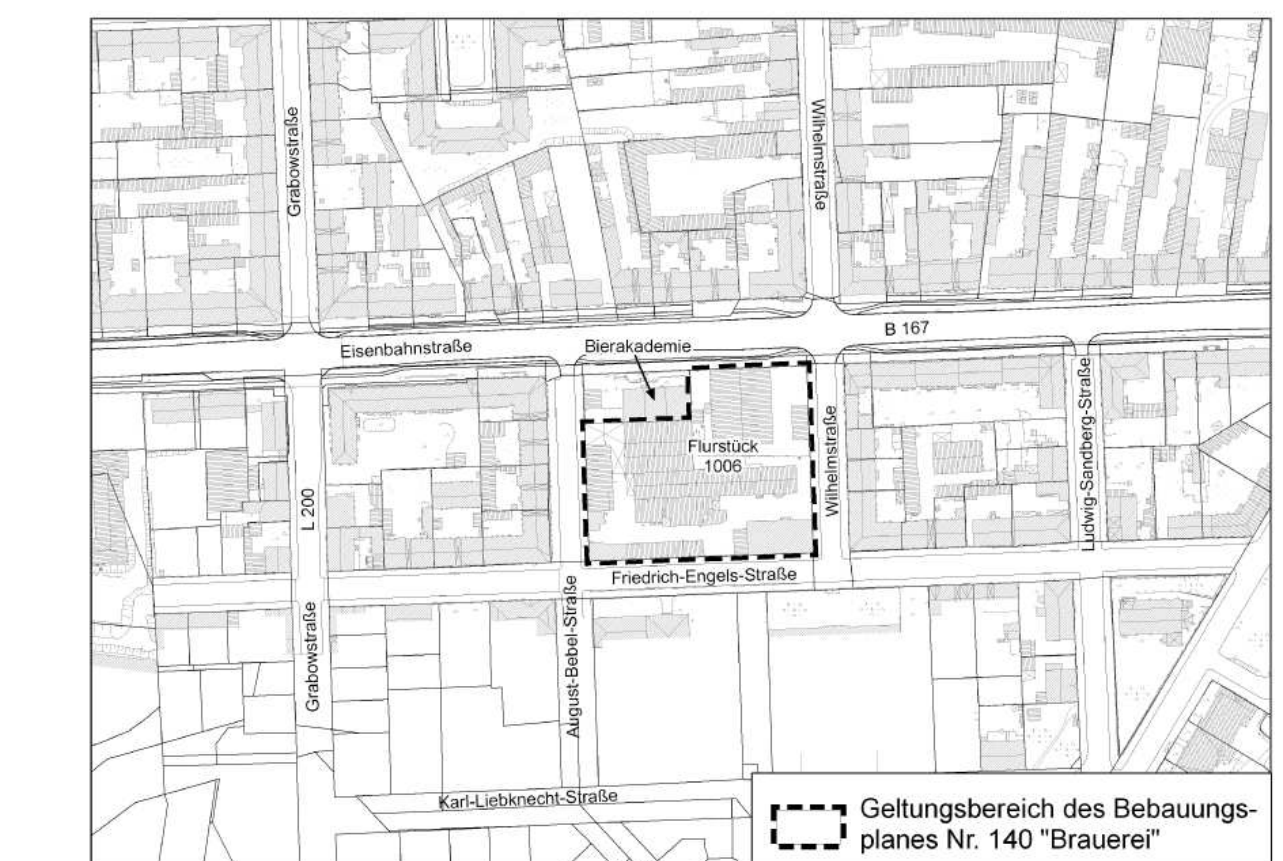 Grabowstraße
Wilhelmstraße
B 167
Eisenbahnstraße
Bierakademie
Flurstück
1006
Wilhelmstraße
Ludwig-Sandberg-Straße
L 200
Friedrich-Engels-Straße
Grabowstraße
August-Bebel-Straße
Karl-Liebknecht-Straße
Geltungsbereich des Bebauungs-
planes Nr. 140 "Brauerei"